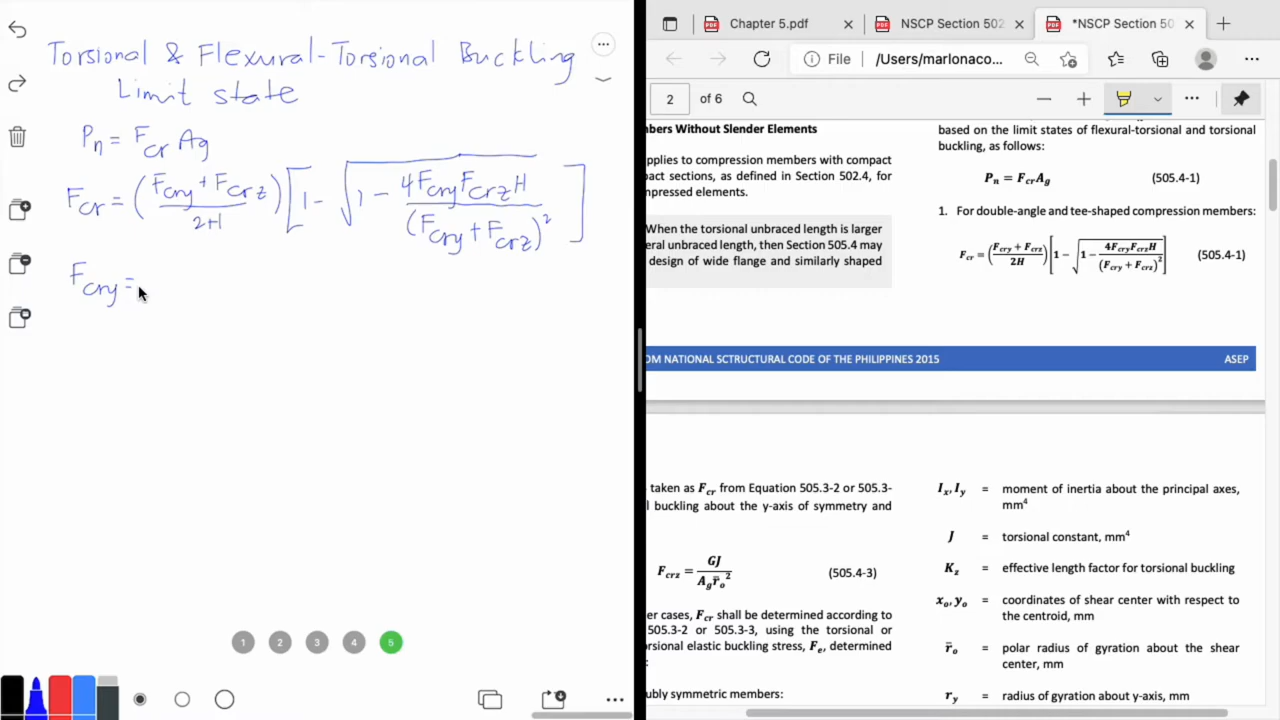 Torsional & Flexural-Torsional Buckling
Limit state
Pn = Fcr Ag
Fcr = ((Fcry + Fcrz)/2H) [1 - √(1 - 4FcryFcrzH/(Fcry + Fcrz)²)]
Fcry =
1 2 3 4 5
Chapter 5.pdf
NSCP Section 502
*NSCP Section 50
File
/Users/marlonaco...
2 of 6
bers Without Slender Elements
applies to compression members with compact
act sections, as defined in Section 502.4, for
mpressed elements.
When the torsional unbraced length is larger
eral unbraced length, then Section 505.4 may
design of wide flange and similarly shaped
based on the limit states of flexural-torsional and torsional
buckling, as follows:
Pn = FcrAg (505.4-1)
1. For double-angle and tee-shaped compression members:
Fcr = ((Fcry + Fcrz)/2H) [1 - √(1 - 4FcryFcrzH/(Fcry + Fcrz)²)] (505.4-1)
OM NATIONAL SCTRUCTURAL CODE OF THE PHILIPPINES 2015 ASEP
taken as Fcr from Equation 505.3-2 or 505.3-
l buckling about the y-axis of symmetry and
Fcrz = GJ/(Ag r̄o²) (505.4-3)
er cases, Fcr shall be determined according to
505.3-2 or 505.3-3, using the torsional or
orsional elastic buckling stress, Fe, determined
:
ubly symmetric members:
Ix, Iy = moment of inertia about the principal axes,
mm⁴
J = torsional constant, mm⁴
Kz = effective length factor for torsional buckling
xo, yo = coordinates of shear center with respect to
the centroid, mm
r̄o = polar radius of gyration about the shear
center, mm
ry = radius of gyration about y-axis, mm